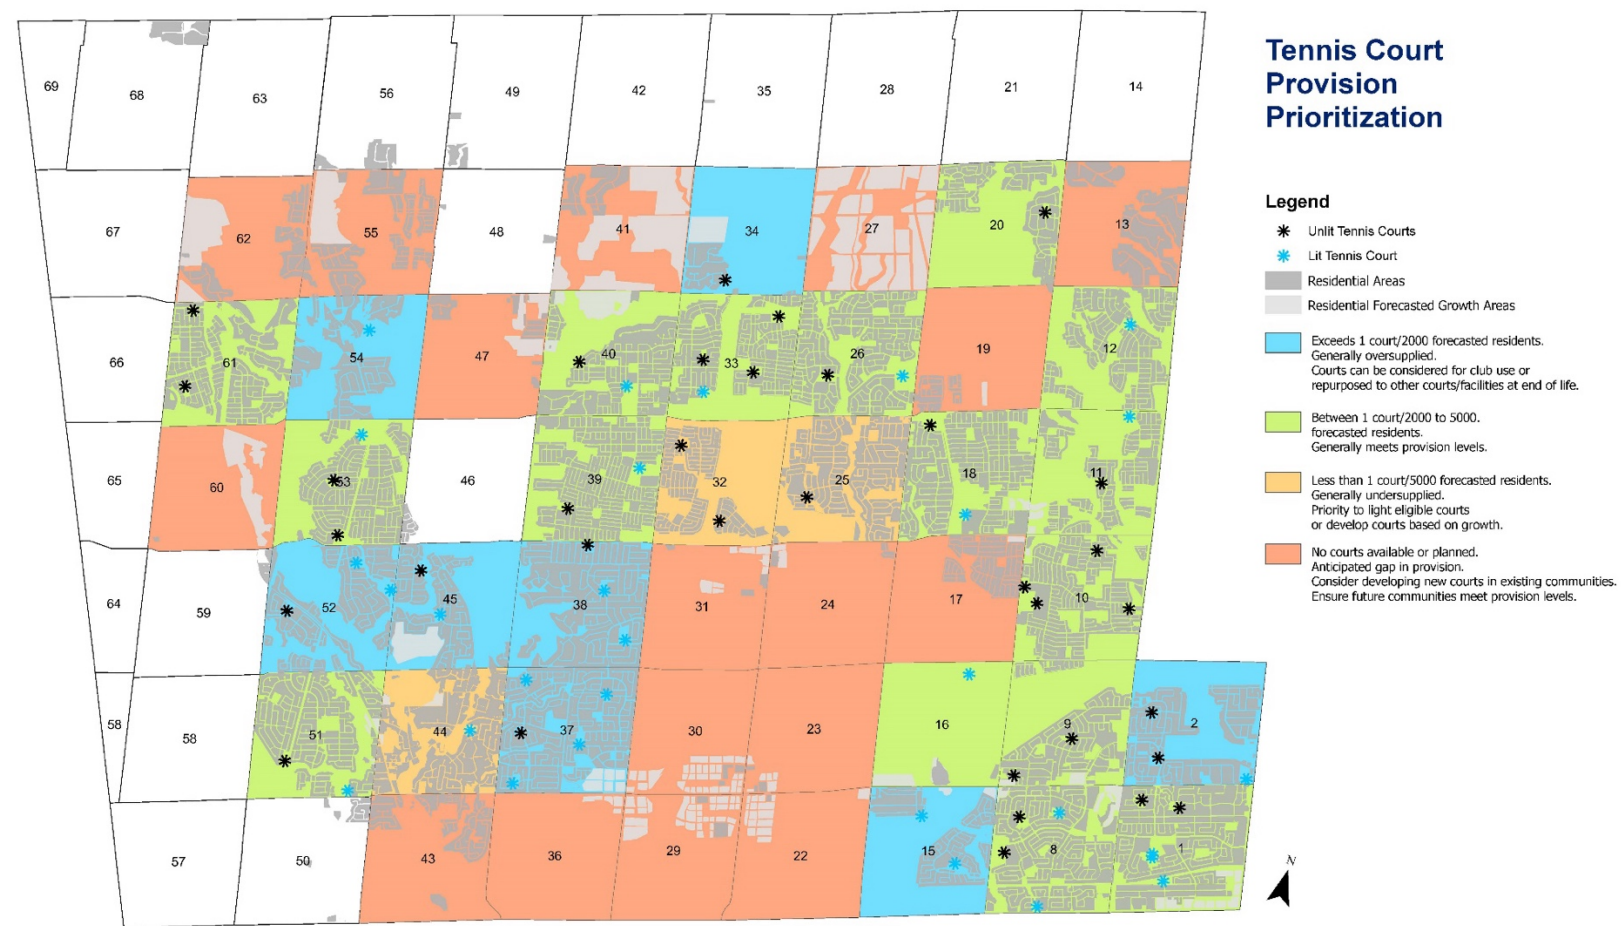 Tennis Court
Provision
Prioritization
Legend
Unlit Tennis Courts
Lit Tennis Court
Residential Areas
Residential Forecasted Growth Areas
Exceeds 1 court/2000 forecasted residents.
Generally oversupplied.
Courts can be considered for club use or
repurposed to other courts/facilities at end of life.
Between 1 court/2000 to 5000.
forecasted residents.
Generally meets provision levels.
Less than 1 court/5000 forecasted residents.
Generally undersupplied.
Priority to light eligible courts
or develop courts based on growth.
No courts available or planned.
Anticipated gap in provision.
Consider developing new courts in existing communities.
Ensure future communities meet provision levels.
69 68 63 56 49 42 35 28 21 14
67 62 55 48 41 34 27 20 13
66 61 54 47 40 33 26 19 12
65 60 53 46 39 32 25 18 11
64 59 52 45 38 31 24 17 10
58 58 51 44 37 30 23 16 9 2
57 50 43 36 29 22 15 8 1
N